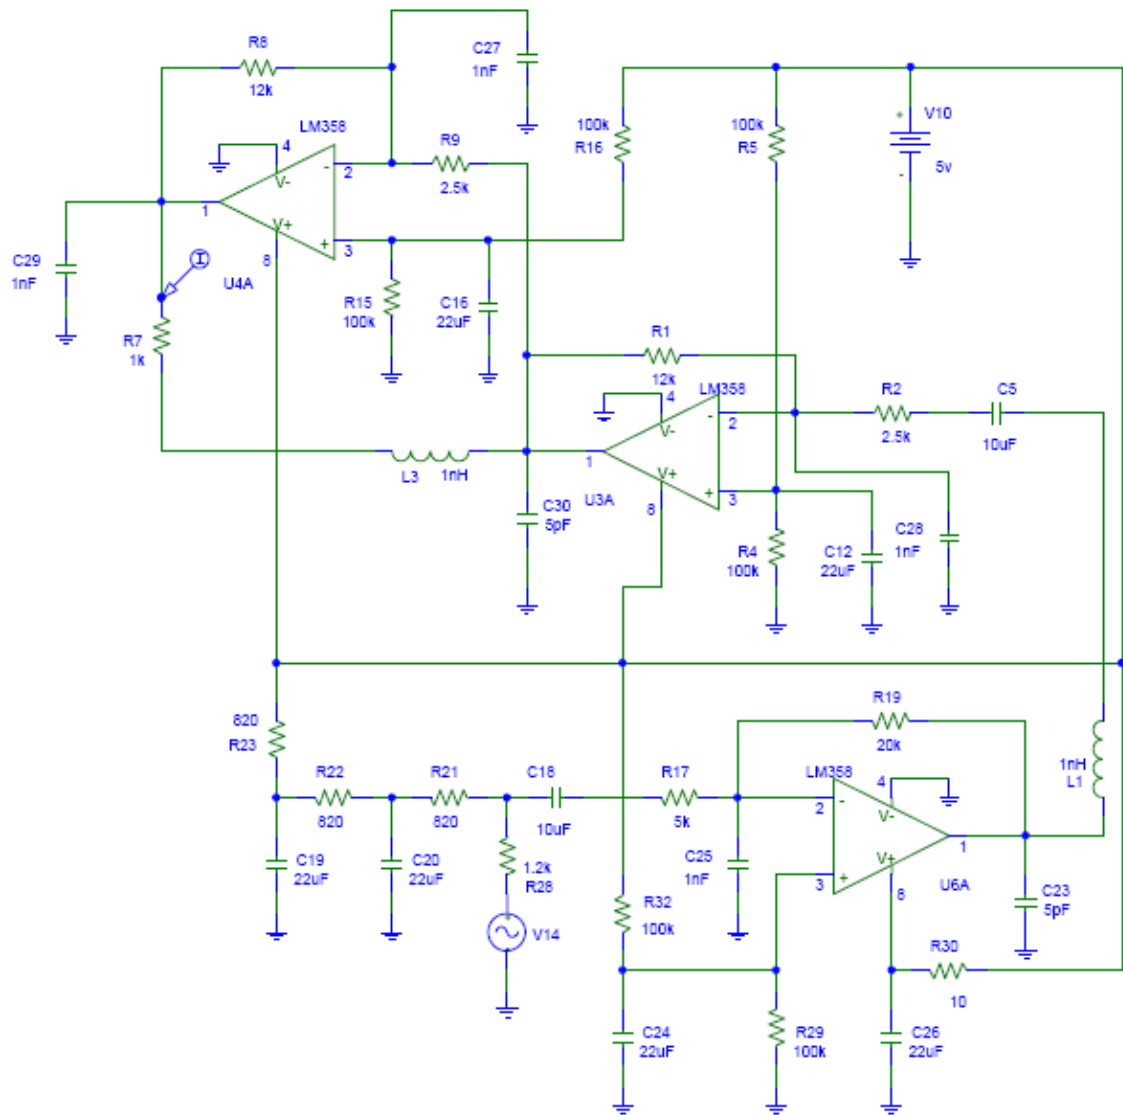 R8
12k
C27
1nF
LM358
4
V-
2
-
1
V+
+
3
8
U4A
R9
2.5k
100k
R16
100k
R5
+
V10
5v
-
C29
1nF
I
R7
1k
R15
100k
C16
22uF
R1
12k
LM358
4
V-
-
2
1
V+
+
3
8
U3A
R2
2.5k
C5
10uF
L3
1nH
C30
5pF
R4
100k
C12
22uF
C28
1nF
820
R23
R22
820
R21
820
C18
10uF
R17
5k
R19
20k
LM358
4
2
-
V-
V+
1
3
+
8
U6A
1nH
L1
C19
22uF
C20
22uF
1.2k
R28
V14
C25
1nF
C23
5pF
R32
100k
R30
10
C24
22uF
R29
100k
C26
22uF